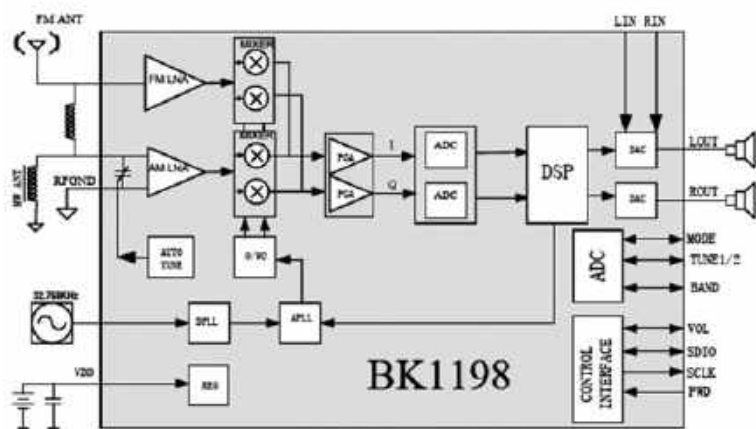 FM ANT
LIN RIN
MIXER
FM LNA
MIXER
AM LNA
MW ANT
RFGND
PGA
PGA
I
Q
ADC
ADC
DSP
DAC
DAC
LOUT
ROUT
AUTO
TUNE
ADC
MODE
TUNE1/2
BAND
32.768KHz
DPLL
APLL
VDD
REG
BK1198
CONTROL
INTERFACE
VOL
SDIO
SCLK
PWD